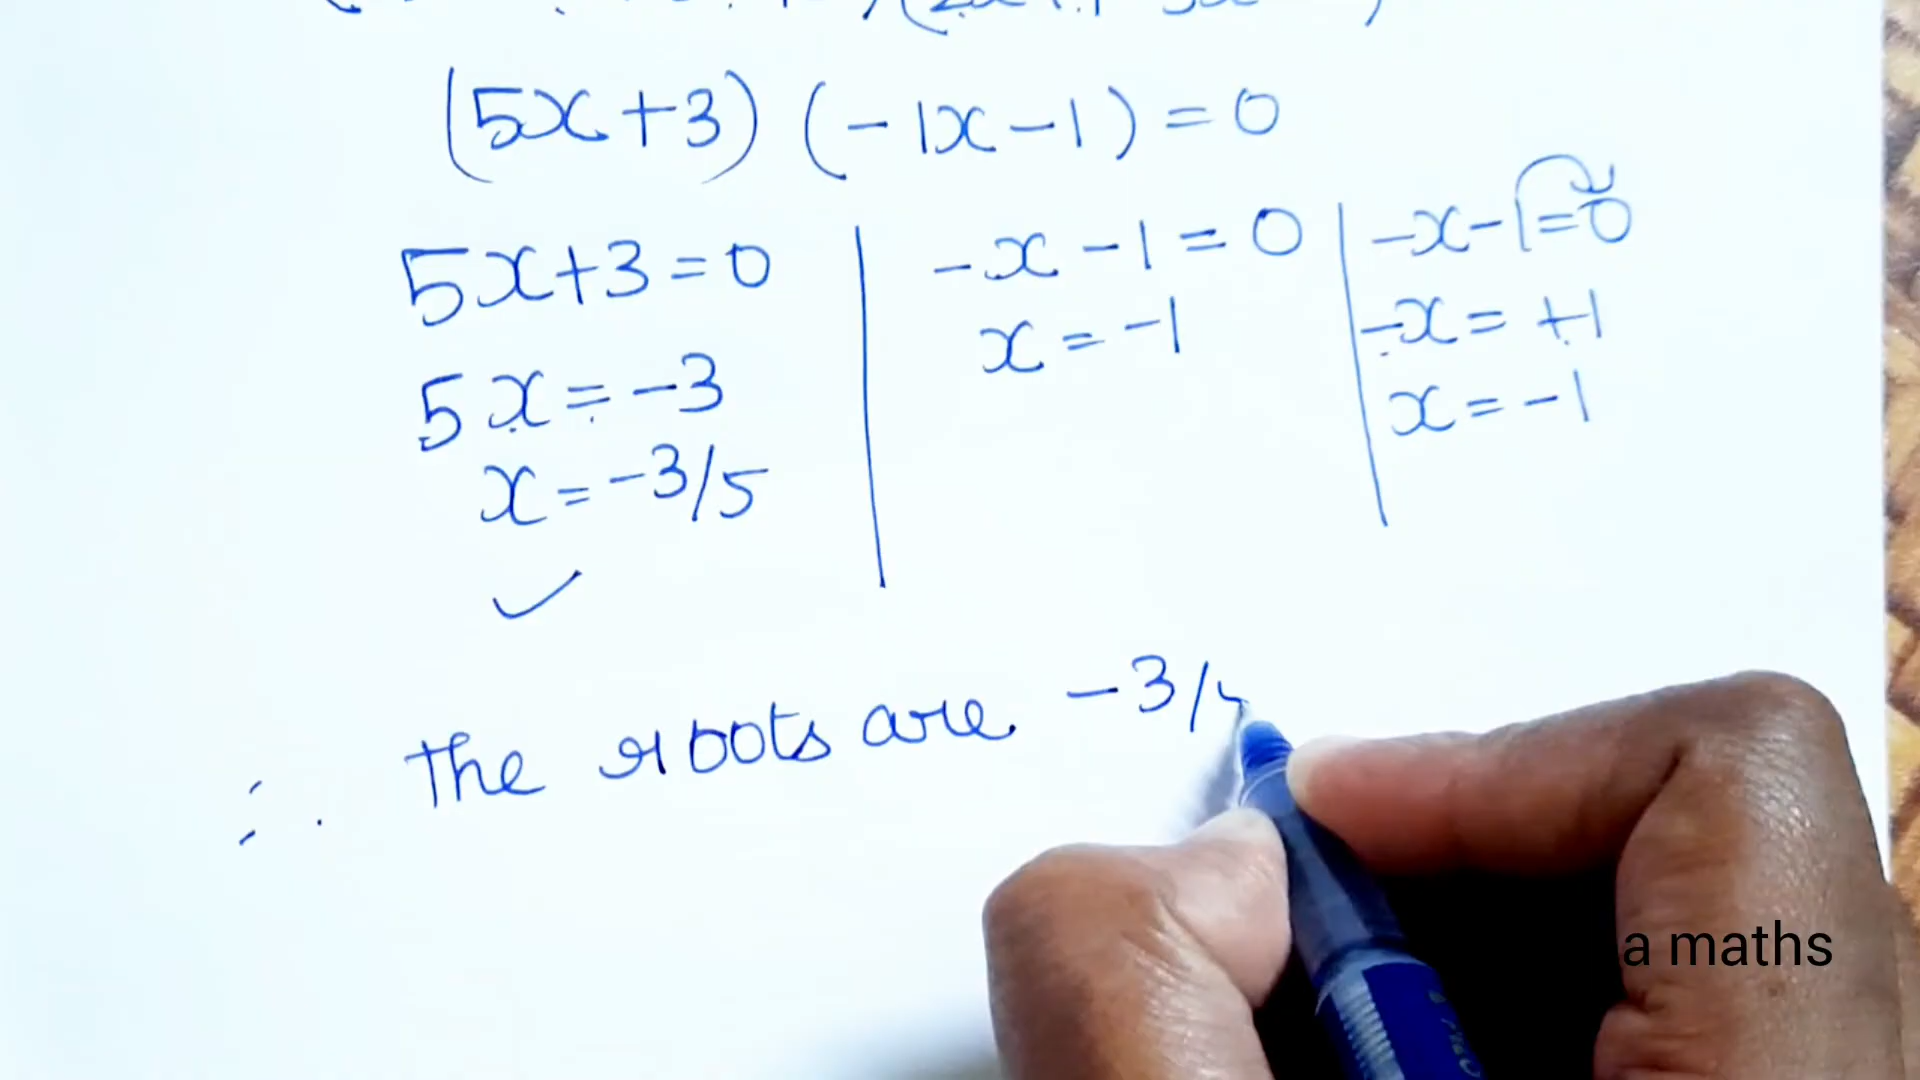 (5x+3) (-1x-1) = 0
5x+3=0
5x = -3
x = -3/5
-x -1 = 0
x = -1
-x-1=0
-x = +1
x = -1
∴ The roots are -3/
a maths